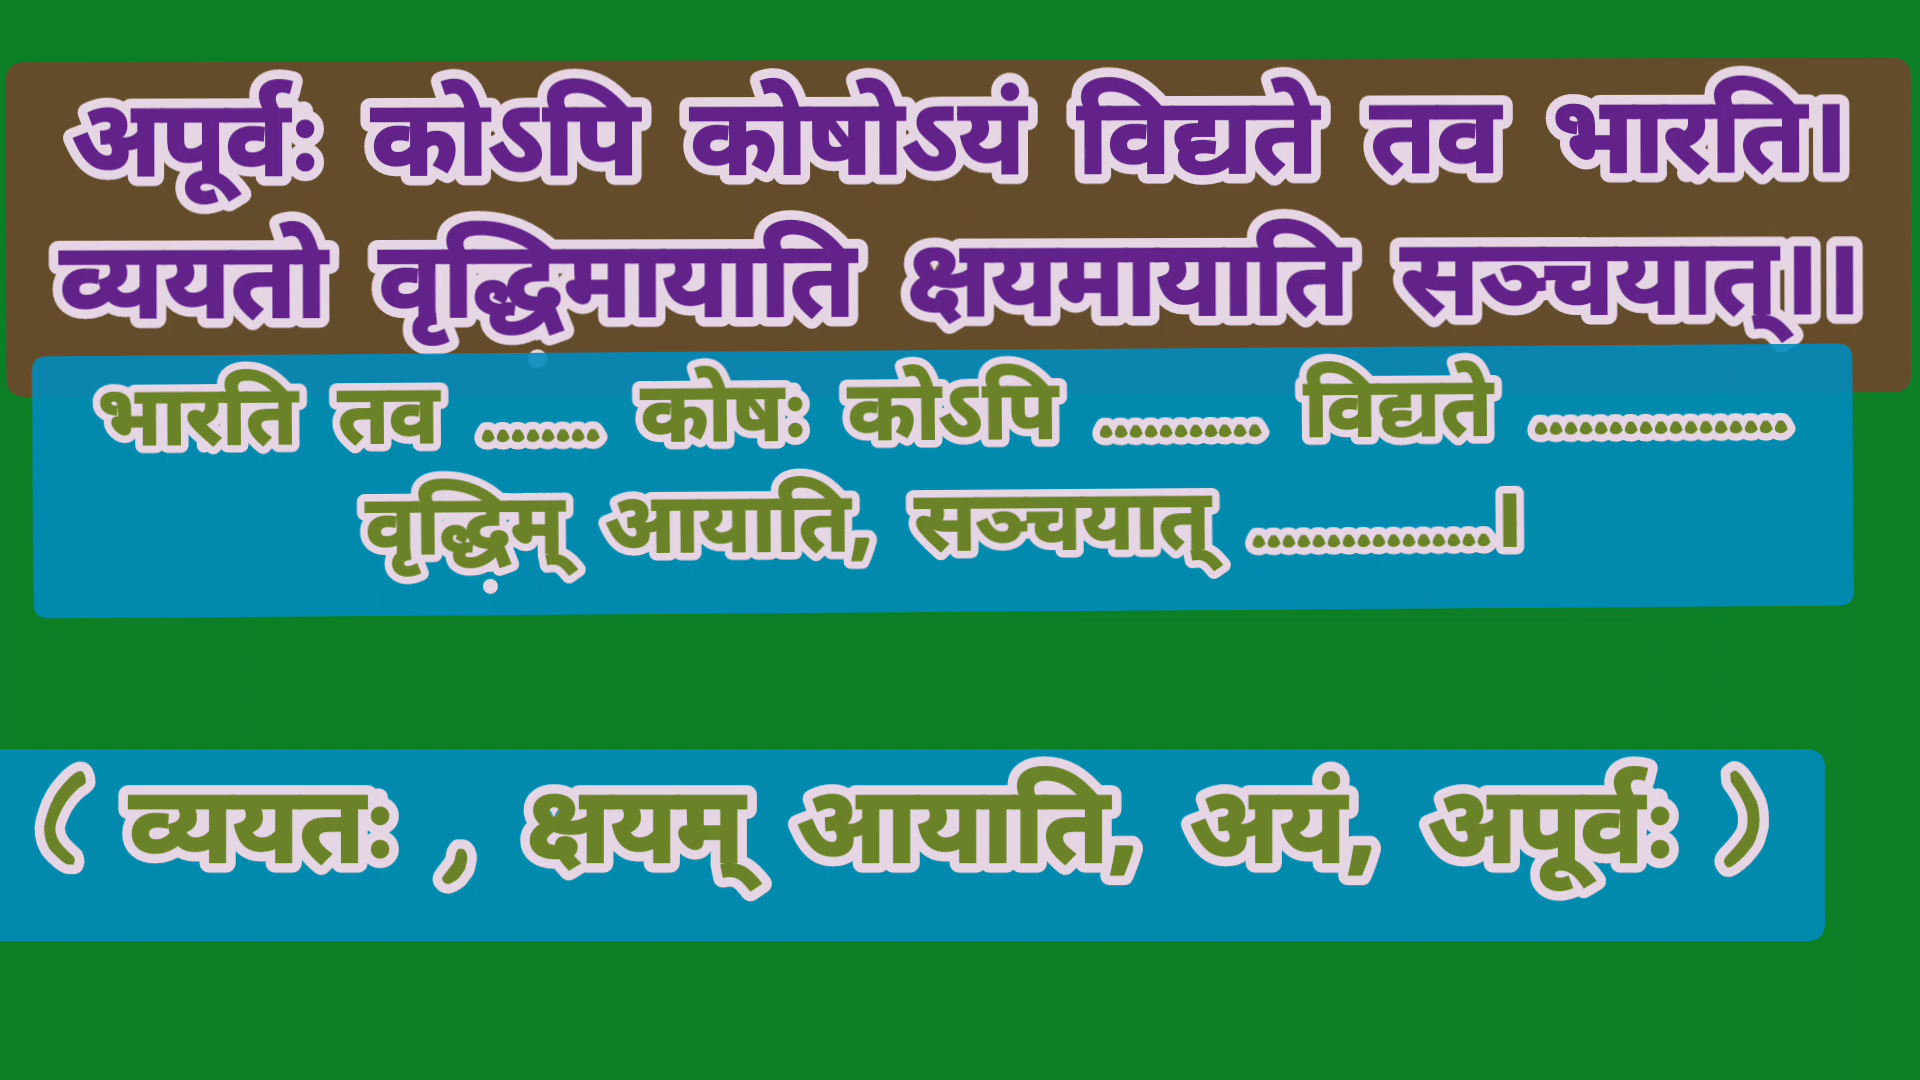 अपूर्वः कोऽपि कोषोऽयं विद्यते तव भारति।
व्ययतो वृद्धि़मायाति क्षयमायाति सञ्चयात्।।
भारति तव ........ कोषः कोऽपि ........... विद्यते .................
वृद्धि़म् आयाति, सञ्चयात् ................।
( व्ययतः , क्षयम् आयाति, अयं, अपूर्वः )